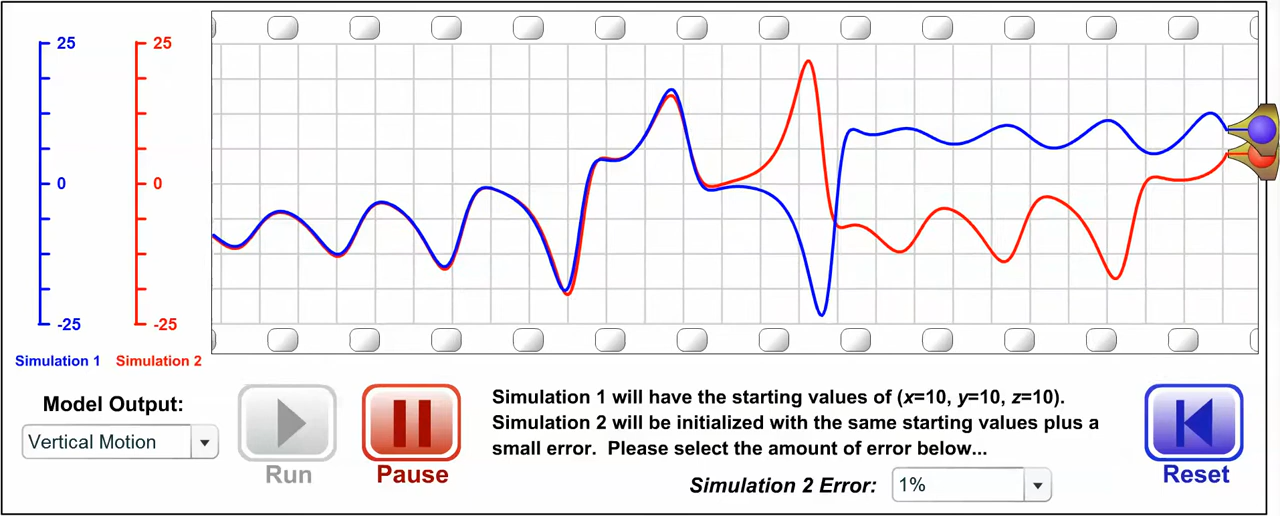 25 25
0 0
-25 -25
Simulation 1 Simulation 2
Model Output:
Vertical Motion
Run
Pause
Simulation 1 will have the starting values of (x=10, y=10, z=10).
Simulation 2 will be initialized with the same starting values plus a
small error. Please select the amount of error below...
Simulation 2 Error: 1%
Reset